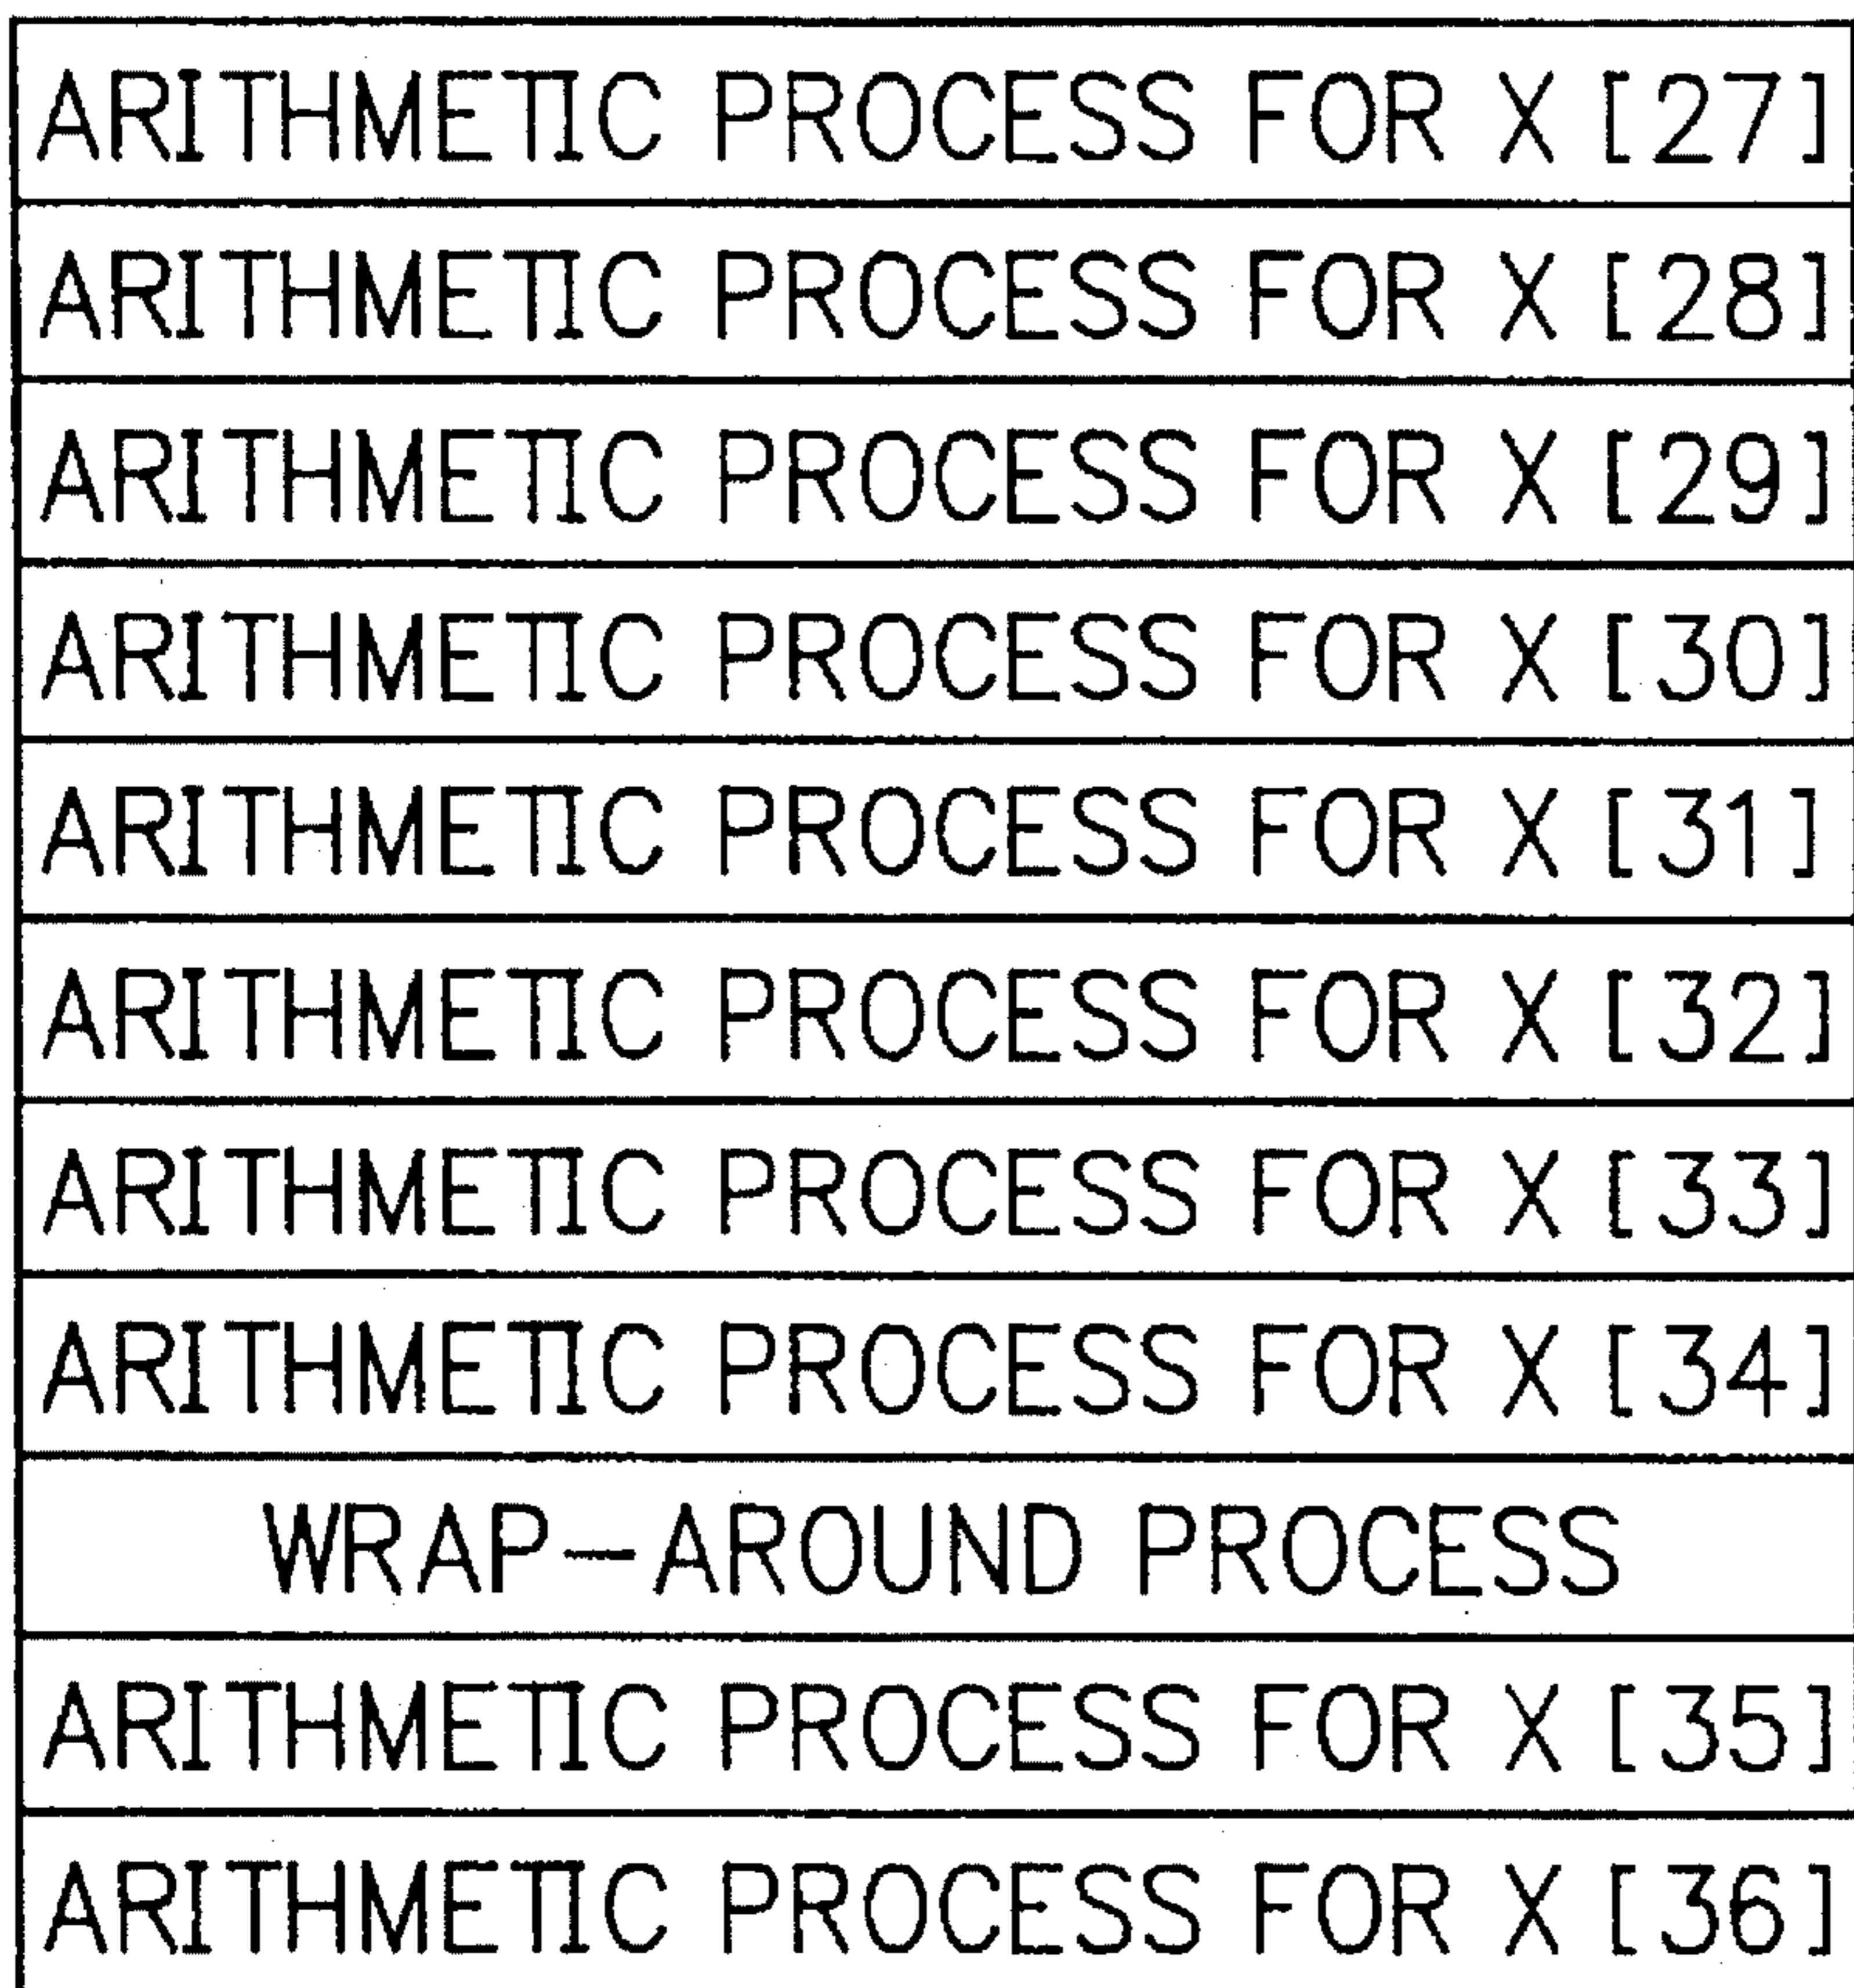 ARITHMETIC PROCESS FOR X [27]
ARITHMETIC PROCESS FOR X [28]
ARITHMETIC PROCESS FOR X [29]
ARITHMETIC PROCESS FOR X [30]
ARITHMETIC PROCESS FOR X [31]
ARITHMETIC PROCESS FOR X [32]
ARITHMETIC PROCESS FOR X [33]
ARITHMETIC PROCESS FOR X [34]
WRAP-AROUND PROCESS
ARITHMETIC PROCESS FOR X [35]
ARITHMETIC PROCESS FOR X [36]